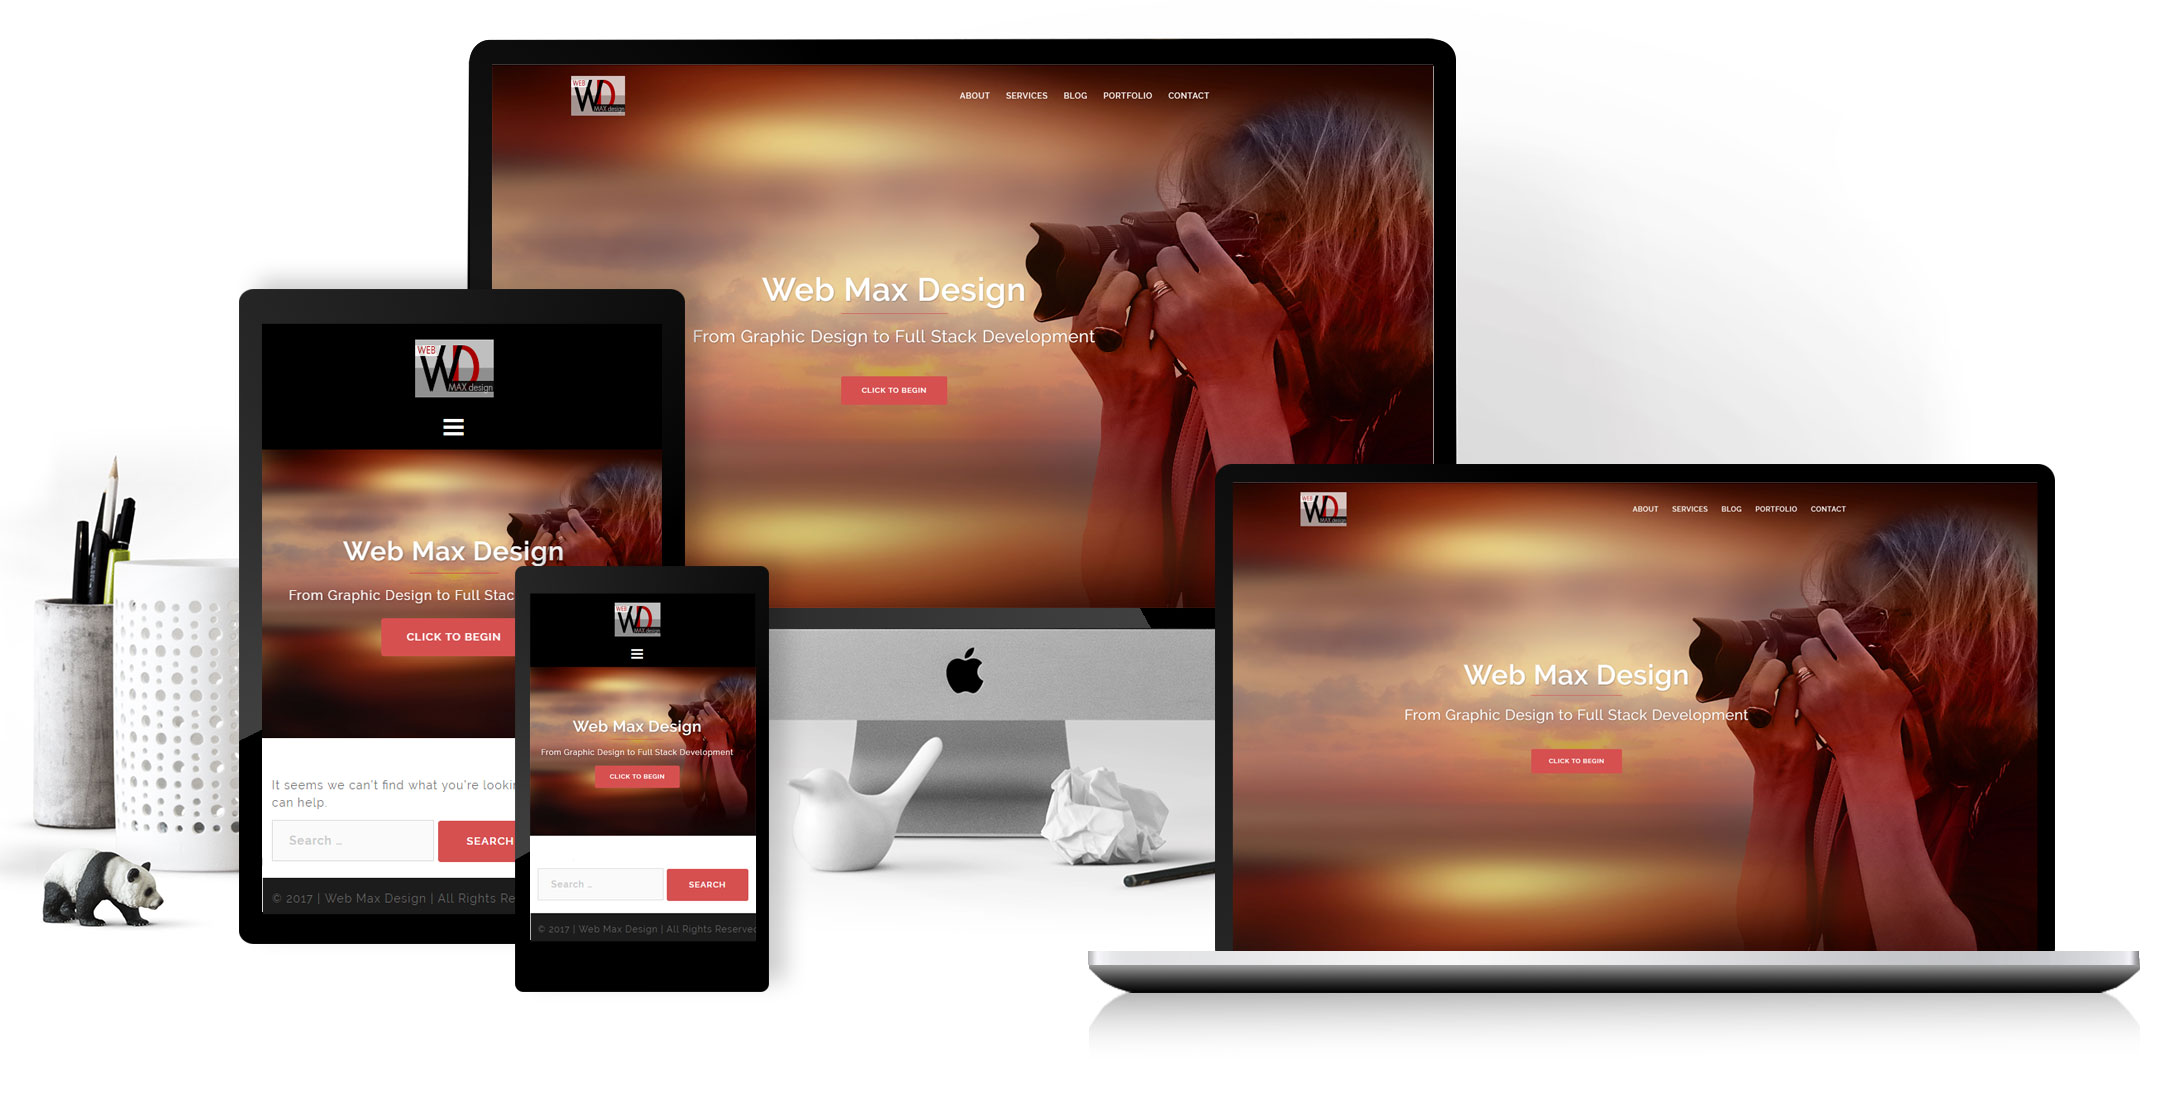 WEB
WD
MAX design
ABOUT SERVICES BLOG PORTFOLIO CONTACT
Web Max Design
From Graphic Design to Full Stack Development
CLICK TO BEGIN
WEB
WD
MAX design
Web Max Design
From Graphic Design to Full Stac
CLICK TO BEGIN
It seems we can't find what you're lookin
can help.
Search …
SEARCH
© 2017 | Web Max Design | All Rights Re
WEB
WD
MAX design
Web Max Design
From Graphic Design to Full Stack Development
CLICK TO BEGIN
Search …
SEARCH
© 2017 | Web Max Design | All Rights Reserved
WEB
WD
MAX design
ABOUT SERVICES BLOG PORTFOLIO CONTACT
Web Max Design
From Graphic Design to Full Stack Development
CLICK TO BEGIN